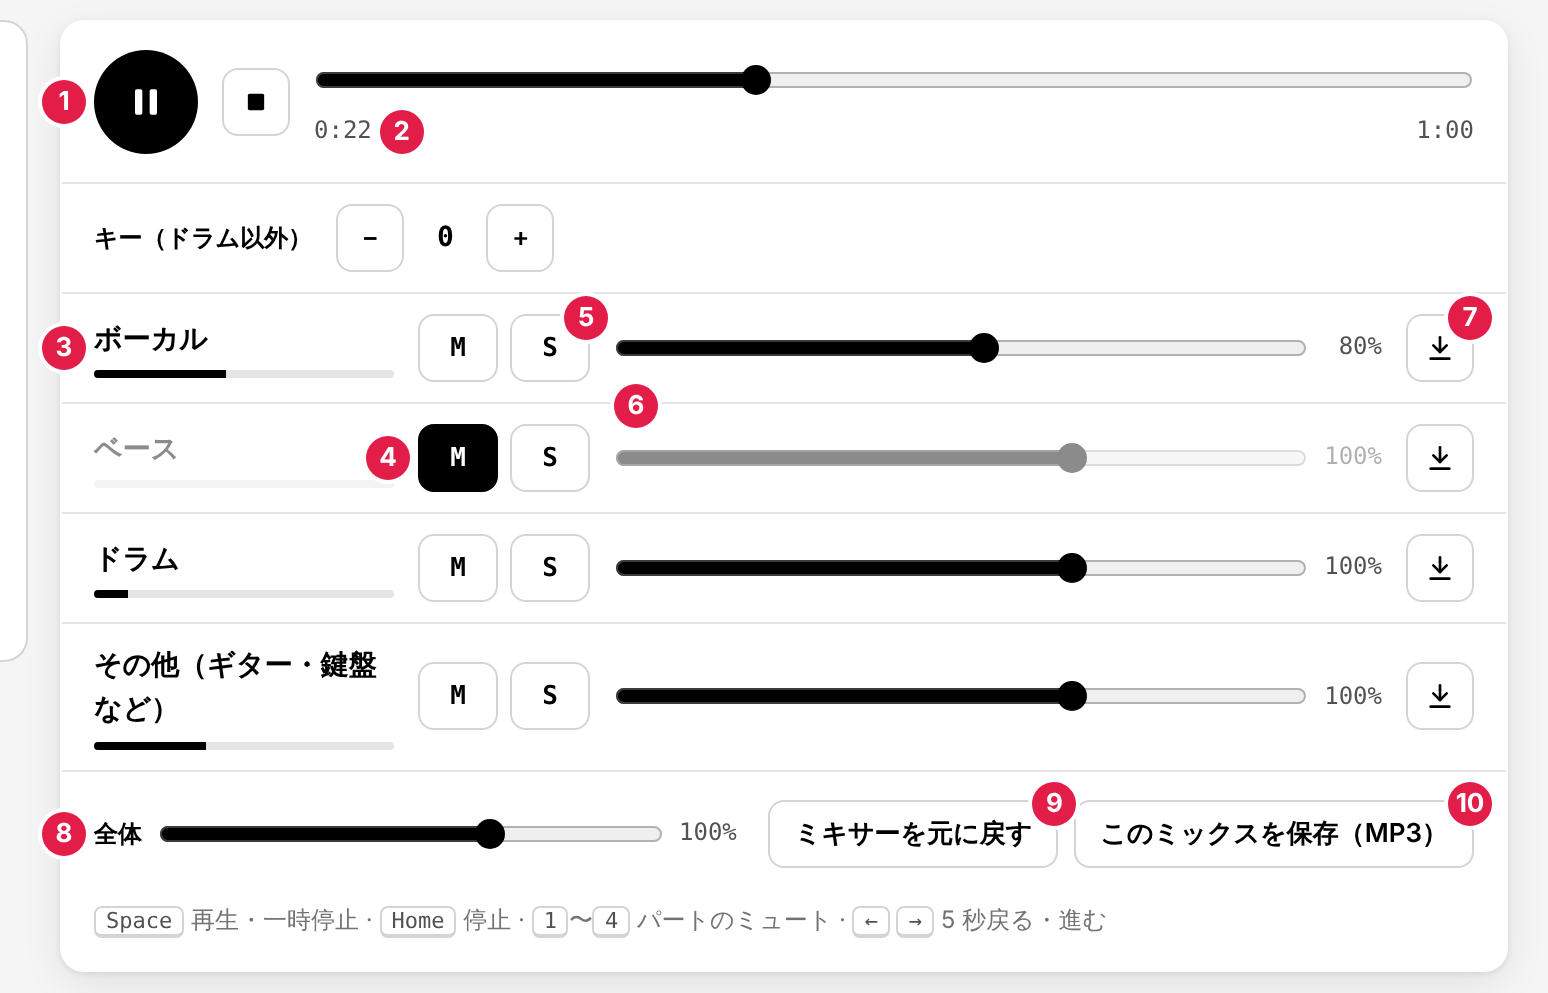 1
0:22 2 1:00
キー（ドラム以外） − 0 +
3 ボーカル M S 5 80% 7
6
ベース 4 M S 100%
ドラム M S 100%
その他（ギター・鍵盤
など） M S 100%
8 全体 100% ミキサーを元に戻す 9 このミックスを保存（MP3） 10
Space 再生・一時停止 · Home 停止 · 1〜4 パートのミュート · ← → 5 秒戻る・進む